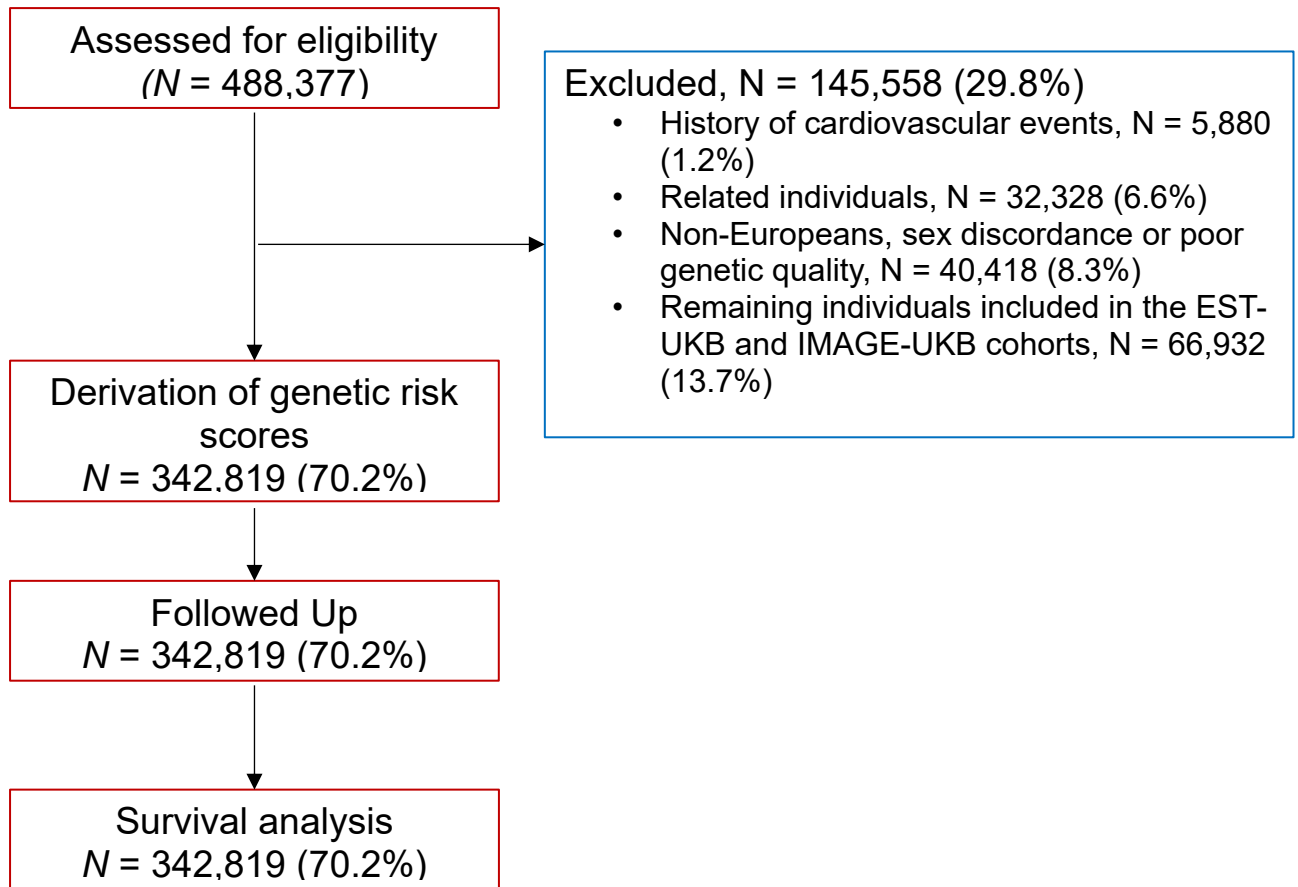 Assessed for eligibility
(N = 488,377)
Excluded, N = 145,558 (29.8%)
• History of cardiovascular events, N = 5,880
(1.2%)
• Related individuals, N = 32,328 (6.6%)
• Non-Europeans, sex discordance or poor
genetic quality, N = 40,418 (8.3%)
• Remaining individuals included in the EST-
UKB and IMAGE-UKB cohorts, N = 66,932
(13.7%)
Derivation of genetic risk
scores
N = 342,819 (70.2%)
Followed Up
N = 342,819 (70.2%)
Survival analysis
N = 342,819 (70.2%)